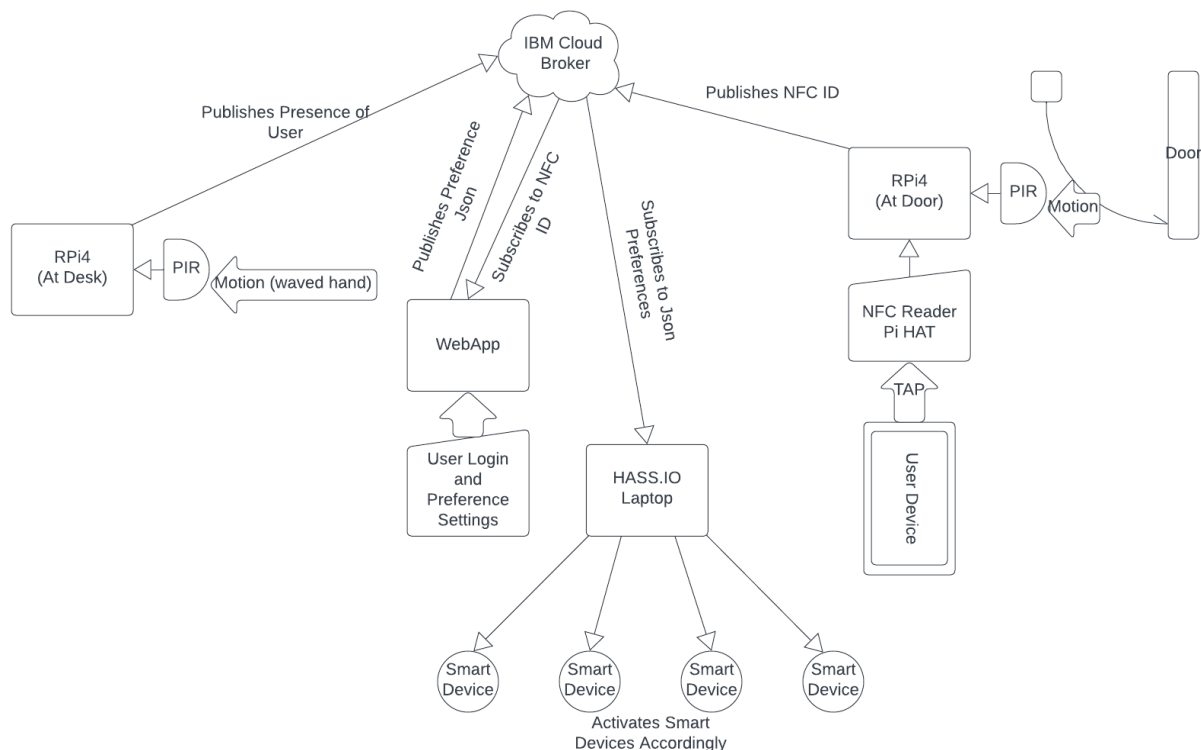 IBM Cloud
Broker
Publishes Presence of
User
Publishes NFC ID
Publishes Preference
Json
Subscribes to NFC
ID
Subscribes to Json
Preferences
RPi4
(At Desk)
PIR
Motion (waved hand)
RPi4
(At Door)
PIR
Motion
Door
WebApp
NFC Reader
Pi HAT
TAP
User Device
User Login
and
Preference
Settings
HASS.IO
Laptop
Smart
Device
Smart
Device
Smart
Device
Smart
Device
Activates Smart
Devices Accordingly